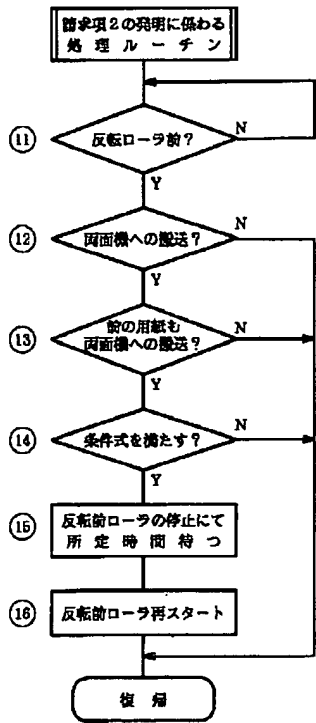 請求項2の発明に係わる
処理ルーチン
⑪
反転ローラ前?
N
Y
⑫
両面機への搬送?
N
Y
⑬
前の用紙も
両面機への搬送?
N
Y
⑭
条件式を満たす?
N
Y
⑮
反転前ローラの停止にて
所定時間待つ
⑯
反転前ローラ再スタート
復帰